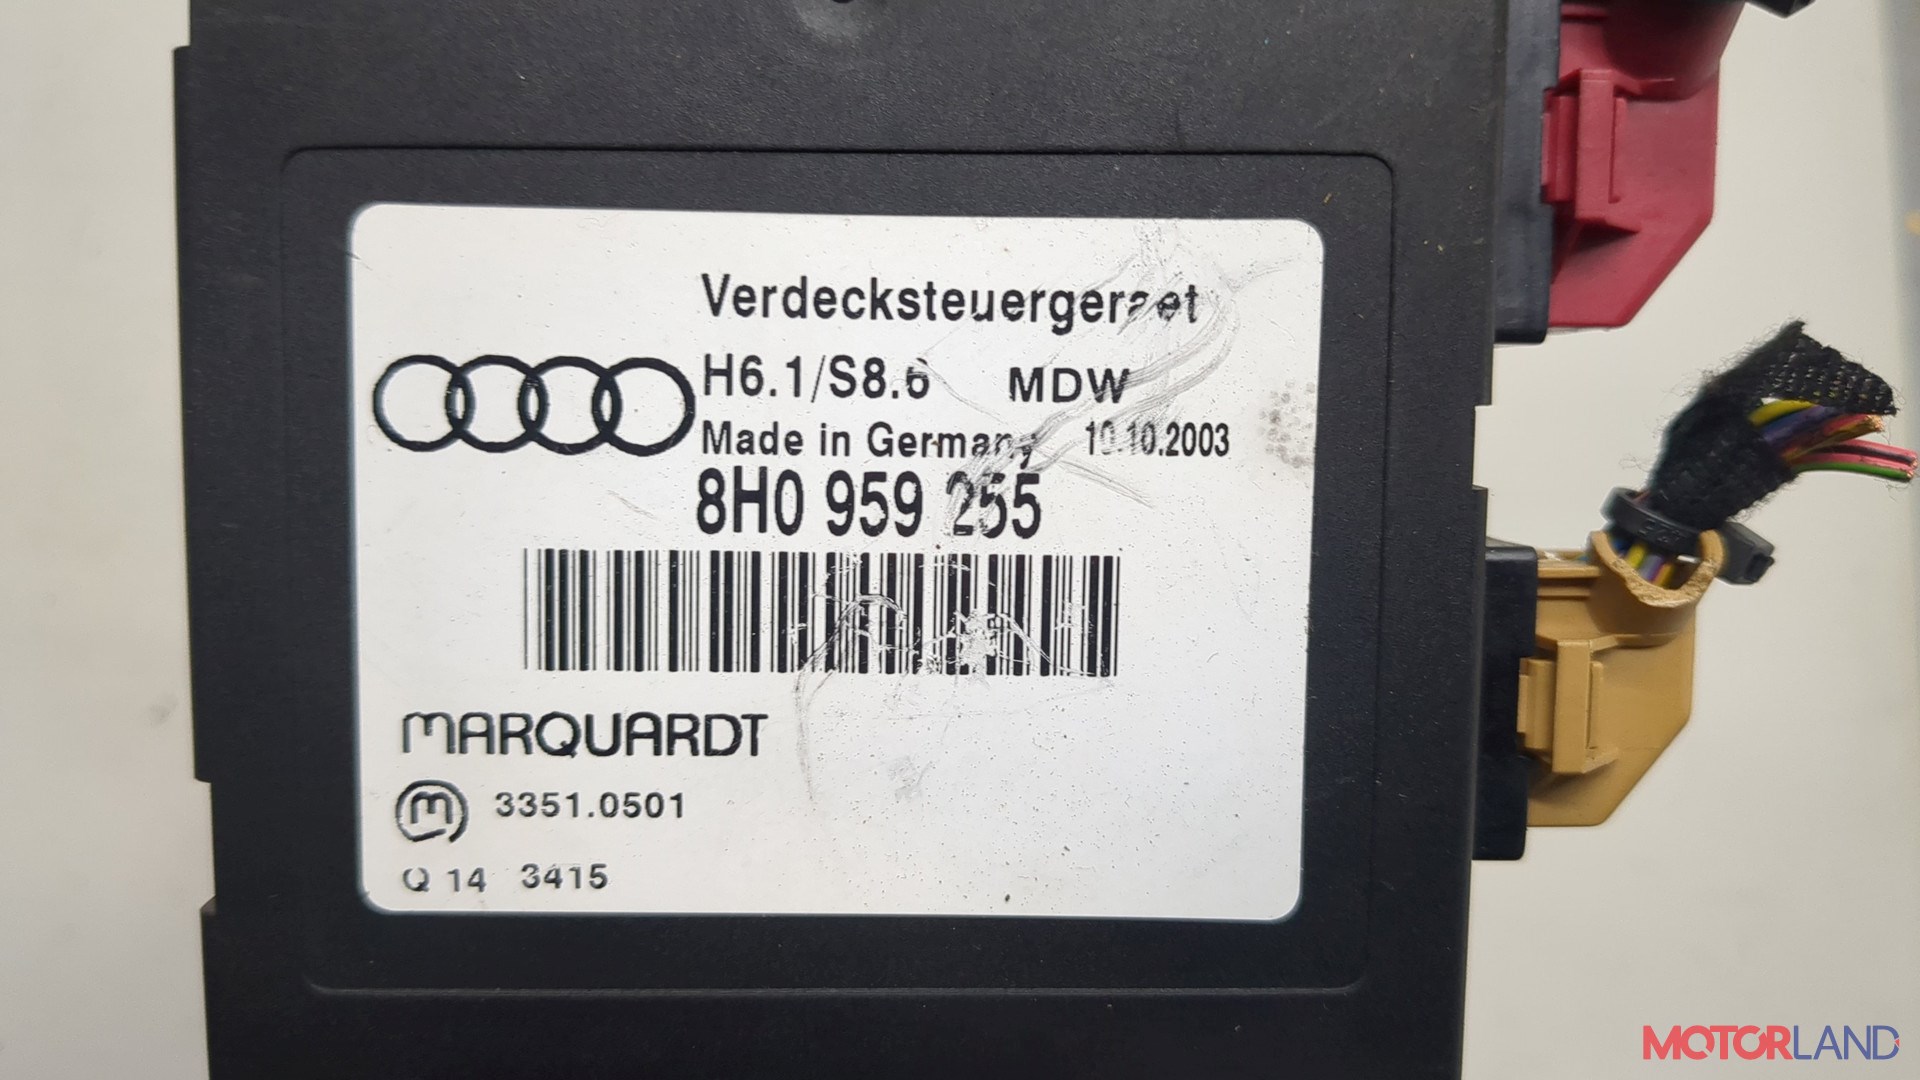 Verdecksteuergeraet
H6.1/S8.6 MDW
Made in Germany 10.10.2003
8H0 959 255
MARQUARDT
m 3351.0501
Q 14 3415
MOTORLAND